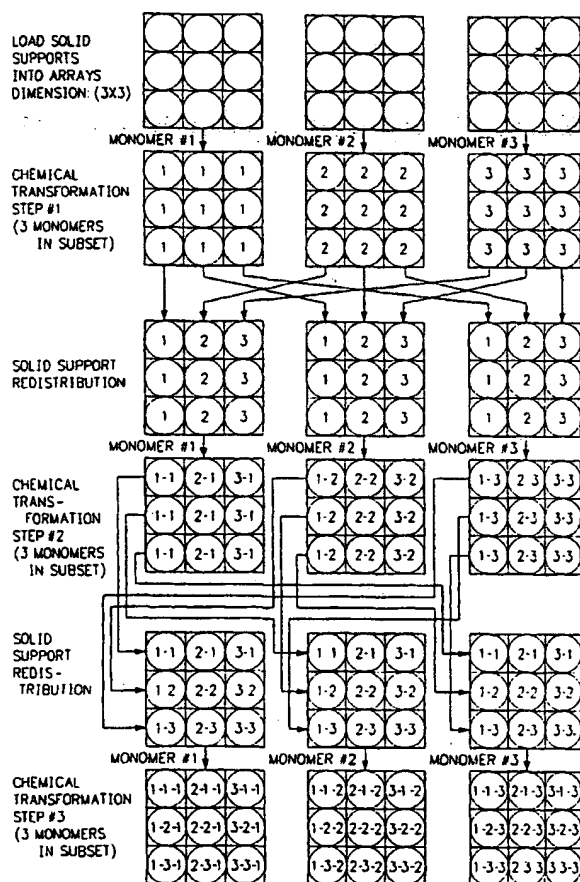 LOAD SOLID
SUPPORTS
INTO ARRAYS
DIMENSION: (3X3)
MONOMER #1
MONOMER #2
MONOMER #3
CHEMICAL
TRANSFORMATION
STEP #1
(3 MONOMERS
IN SUBSET)
1 1 1 2 2 2 3 3 3
1 1 1 2 2 2 3 3 3
1 1 1 2 2 2 3 3 3
SOLID SUPPORT
REDISTRIBUTION
1 2 3 1 2 3 1 2 3
1 2 3 1 2 3 1 2 3
1 2 3 1 2 3 1 2 3
MONOMER #1
MONOMER #2
MONOMER #3
CHEMICAL
TRANS-
FORMATION
STEP #2
(3 MONOMERS
IN SUBSET)
1-1 2-1 3-1 1-2 2-2 3-2 1-3 2-3 3-3
1-1 2-1 3-1 1-2 2-2 3-2 1-3 2-3 3-3
1-1 2-1 3-1 1-2 2-2 3-2 1-3 2-3 3-3
SOLID
SUPPORT
REDIS-
TRIBUTION
1-1 2-1 3-1 1-1 2-1 3-1 1-1 2-1 3-1
1-2 2-2 3-2 1-2 2-2 3-2 1-2 2-2 3-2
1-3 2-3 3-3 1-3 2-3 3-3 1-3 2-3 3-3
MONOMER #1
MONOMER #2
MONOMER #3
CHEMICAL
TRANSFORMATION
STEP #3
(3 MONOMERS
IN SUBSET)
1-1-1 2-1-1 3-1-1 1-1-2 2-1-2 3-1-2 1-1-3 2-1-3 3-1-3
1-2-1 2-2-1 3-2-1 1-2-2 2-2-2 3-2-2 1-2-3 2-2-3 3-2-3
1-3-1 2-3-1 3-3-1 1-3-2 2-3-2 3-3-2 1-3-3 2-3-3 3-3-3